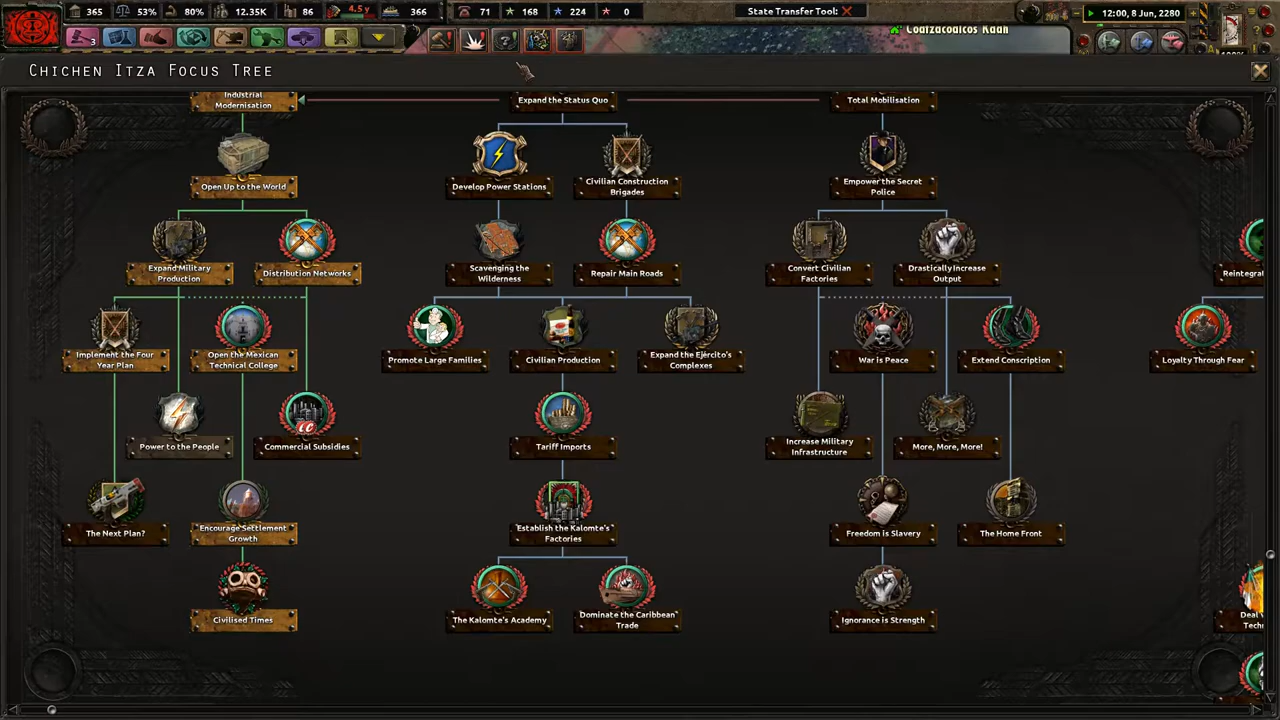 365
53%
80%
12.35K
86
4.5 y
366
71
168
224
0
State Transfer Tool:
12:00, 8 Jun, 2280
3
Coatzacoalcos Kaan
Chichen Itza Focus Tree
Industrial
Modernisation
Expand the Status Quo
Total Mobilisation
Open Up to the World
Develop Power Stations
Civilian Construction
Brigades
Empower the Secret
Police
Expand Military
Production
Distribution Networks
Scavenging the
Wilderness
Repair Main Roads
Convert Civilian
Factories
Drastically Increase
Output
Implement the Four
Year Plan
Open the Mexican
Technical College
Promote Large Families
Civilian Production
Expand the Ejército's
Complexes
War is Peace
Extend Conscription
Loyalty Through Fear
Power to the People
Commercial Subsidies
Tariff Imports
Increase Military
Infrastructure
More, More, More!
The Next Plan?
Encourage Settlement
Growth
Establish the Kalomte's
Factories
Freedom is Slavery
The Home Front
Civilised Times
The Kalomte's Academy
Dominate the Caribbean
Trade
Ignorance is Strength